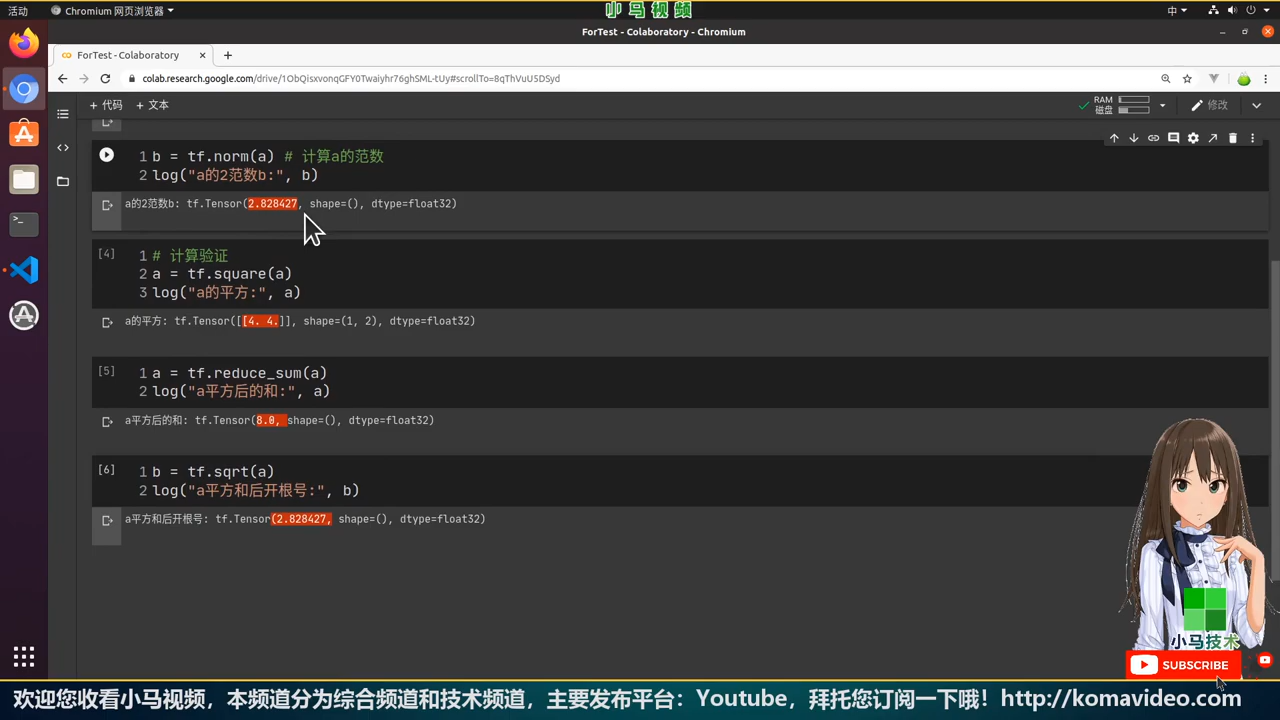 活动
Chromium 网页浏览器
小马视频
中
ForTest - Colaboratory - Chromium
ForTest - Colaboratory
colab.research.google.com/drive/1ObQisxvonqGFY0Twaiyhr76ghSML-tUy#scrollTo=8qThVuU5DSyd
+ 代码 + 文本
RAM
磁盘
修改
1 b = tf.norm(a) # 计算a的范数
2 log("a的2范数b:", b)
a的2范数b: tf.Tensor(2.828427, shape=(), dtype=float32)
[4]
1 # 计算验证
2 a = tf.square(a)
3 log("a的平方:", a)
a的平方: tf.Tensor([[4. 4.]], shape=(1, 2), dtype=float32)
[5]
1 a = tf.reduce_sum(a)
2 log("a平方后的和:", a)
a平方后的和: tf.Tensor(8.0, shape=(), dtype=float32)
[6]
1 b = tf.sqrt(a)
2 log("a平方和后开根号:", b)
a平方和后开根号: tf.Tensor(2.828427, shape=(), dtype=float32)
小马技术
SUBSCRIBE
欢迎您收看小马视频，本频道分为综合频道和技术频道，主要发布平台：Youtube，拜托您订阅一下哦！http://komavideo.com